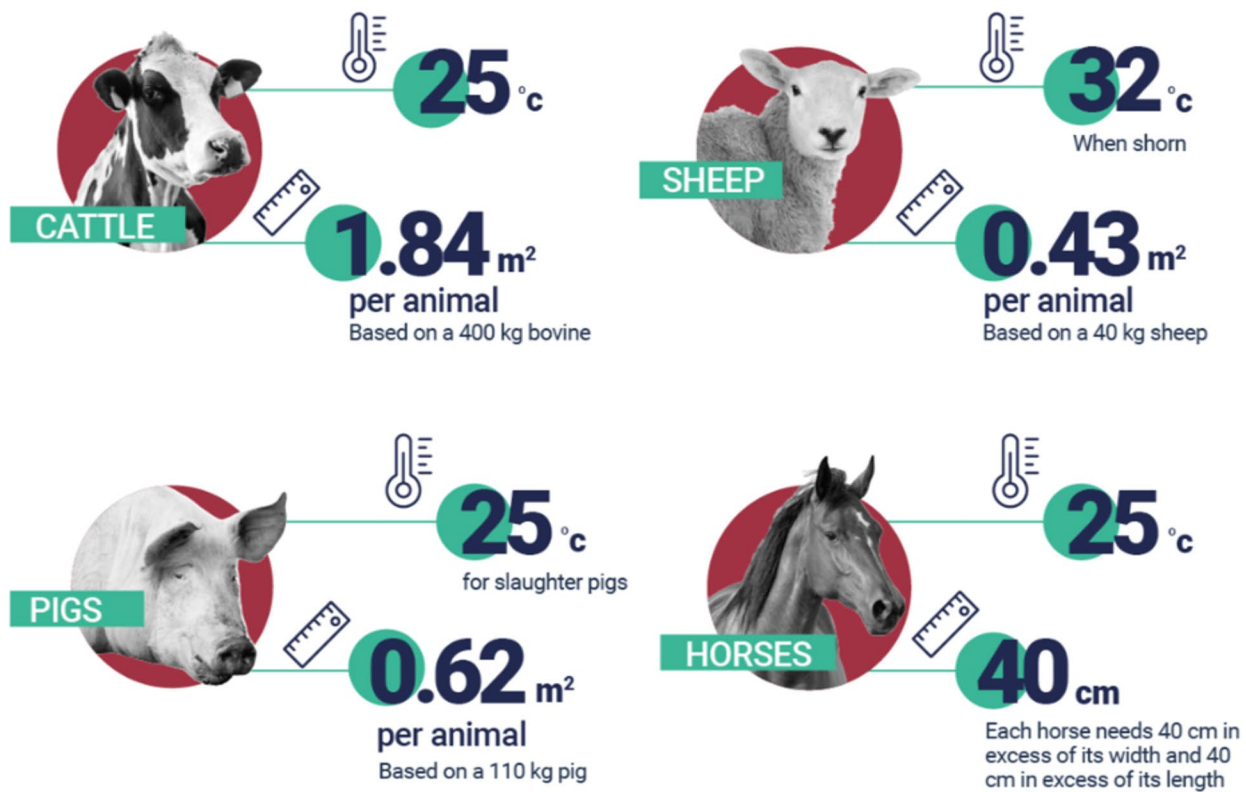 25 °c
CATTLE
1.84 m²
per animal
Based on a 400 kg bovine
32 °c
When shorn
SHEEP
0.43 m²
per animal
Based on a 40 kg sheep
25 °c
for slaughter pigs
PIGS
0.62 m²
per animal
Based on a 110 kg pig
25 °c
HORSES
40 cm
Each horse needs 40 cm in
excess of its width and 40
cm in excess of its length